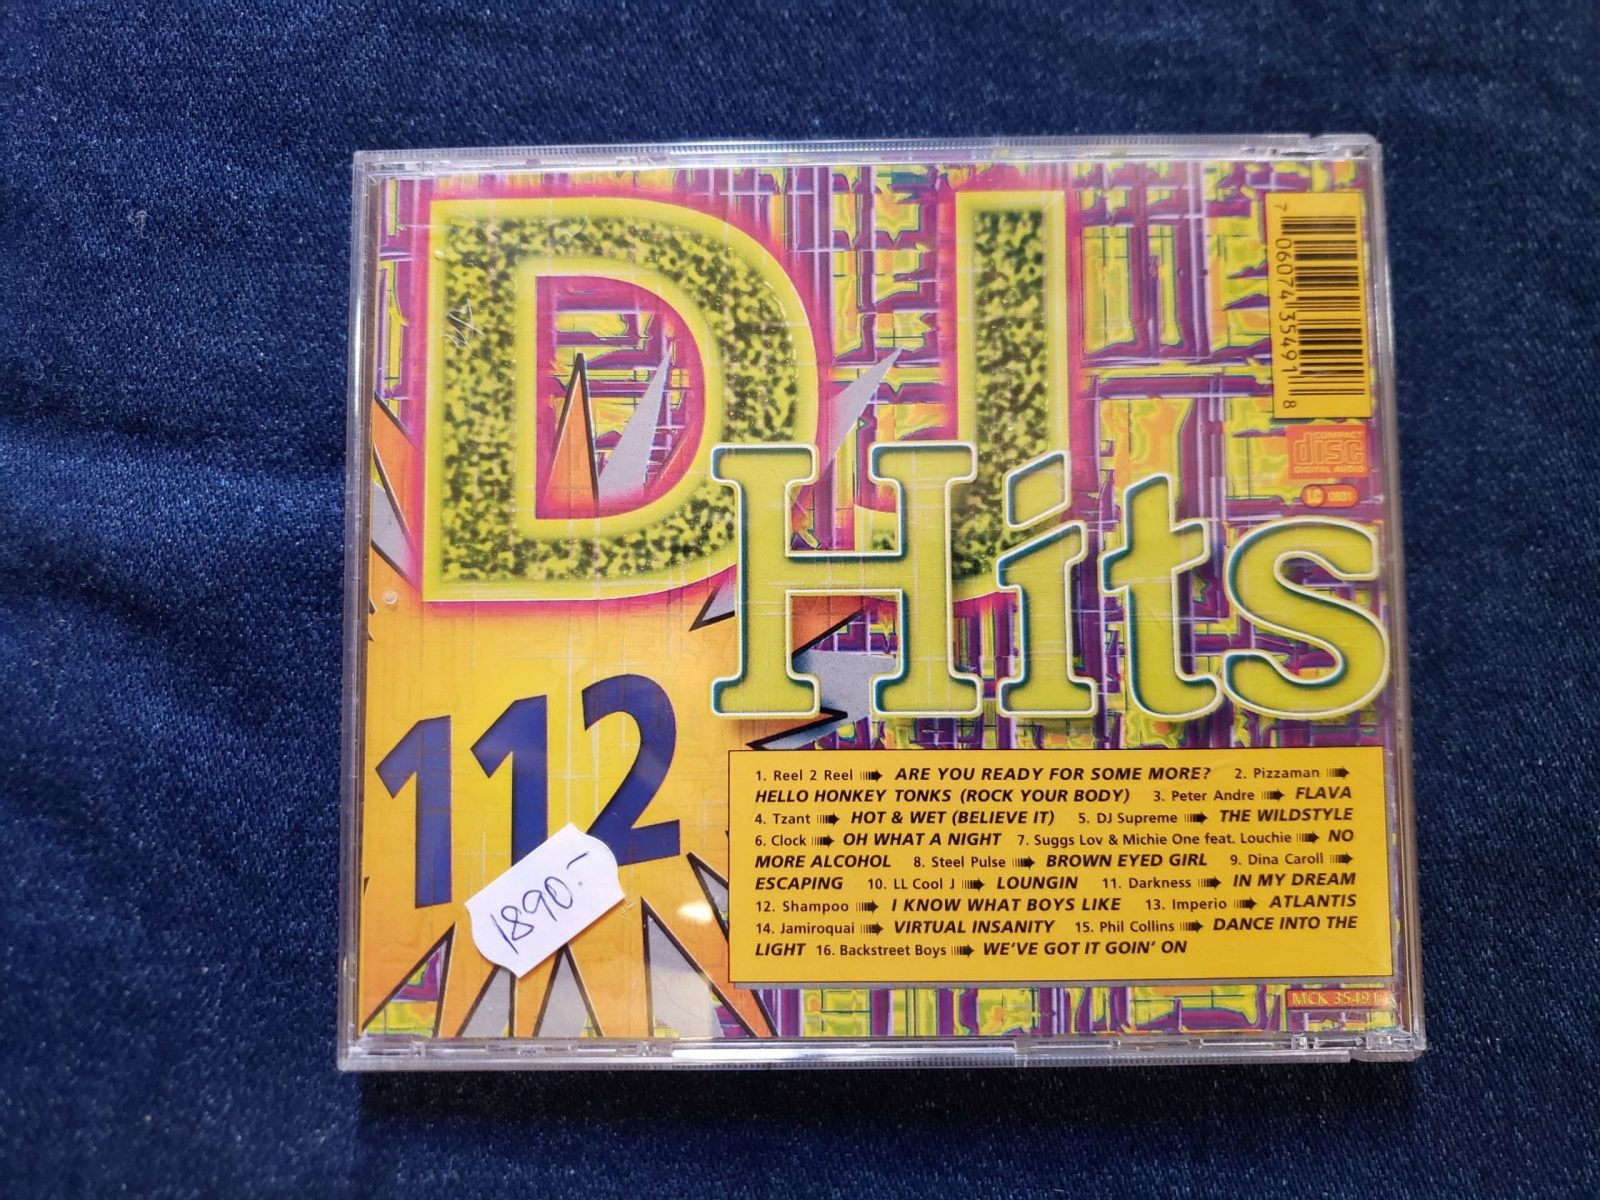 DJ
Hits
112
1890.-
7 06074 35491 8
COMPACT
disc
DIGITAL AUDIO
LC 0831
1. Reel 2 Reel ARE YOU READY FOR SOME MORE? 2. Pizzaman
HELLO HONKEY TONKS (ROCK YOUR BODY) 3. Peter Andre FLAVA
4. Tzant HOT & WET (BELIEVE IT) 5. DJ Supreme THE WILDSTYLE
6. Clock OH WHAT A NIGHT 7. Suggs Lov & Michie One feat. Louchie NO
MORE ALCOHOL 8. Steel Pulse BROWN EYED GIRL 9. Dina Caroll
ESCAPING 10. LL Cool J LOUNGIN 11. Darkness IN MY DREAM
12. Shampoo I KNOW WHAT BOYS LIKE 13. Imperio ATLANTIS
14. Jamiroquai VIRTUAL INSANITY 15. Phil Collins DANCE INTO THE
LIGHT 16. Backstreet Boys WE'VE GOT IT GOIN' ON
MCK 35491